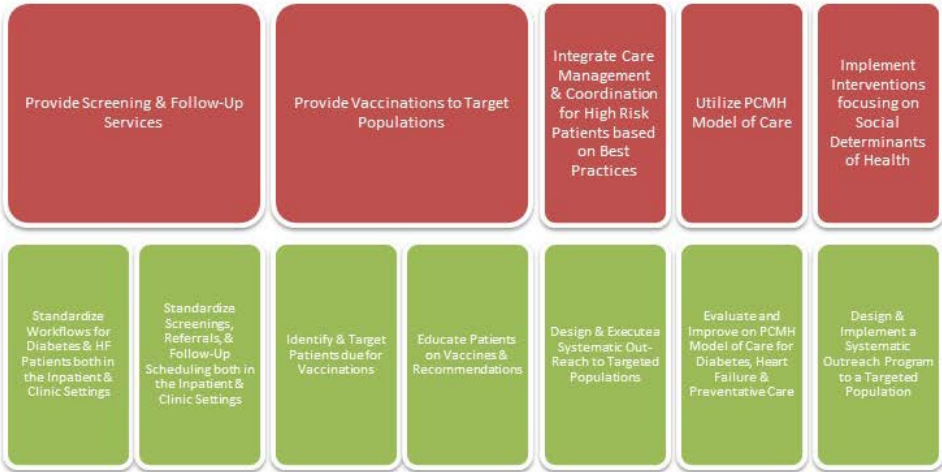 Provide Screening & Follow-Up
Services
Provide Vaccinations to Target
Populations
Integrate Care
Management
& Coordination
for High Risk
Patients based
on Best
Practices
Utilize PCMH
Model of Care
Implement
Interventions
focusing on
Social
Determinants
of Health
Standardize
Workflows for
Diabetes & HF
Patients both in
the Inpatient &
Clinic Settings
Standardize
Screenings,
Referrals, &
Follow-Up
Scheduling both in
the Inpatient &
Clinic Settings
Identify & Target
Patients due for
Vaccinations
Educate Patients
on Vaccines &
Recommendations
Design & Executea
Systematic Out-
Reach to Targeted
Populations
Evaluate and
Improve on PCMH
Model of Care for
Diabetes, Heart
Failure &
Preventative Care
Design &
Implement a
Systematic
Outreach Program
to a Targeted
Population